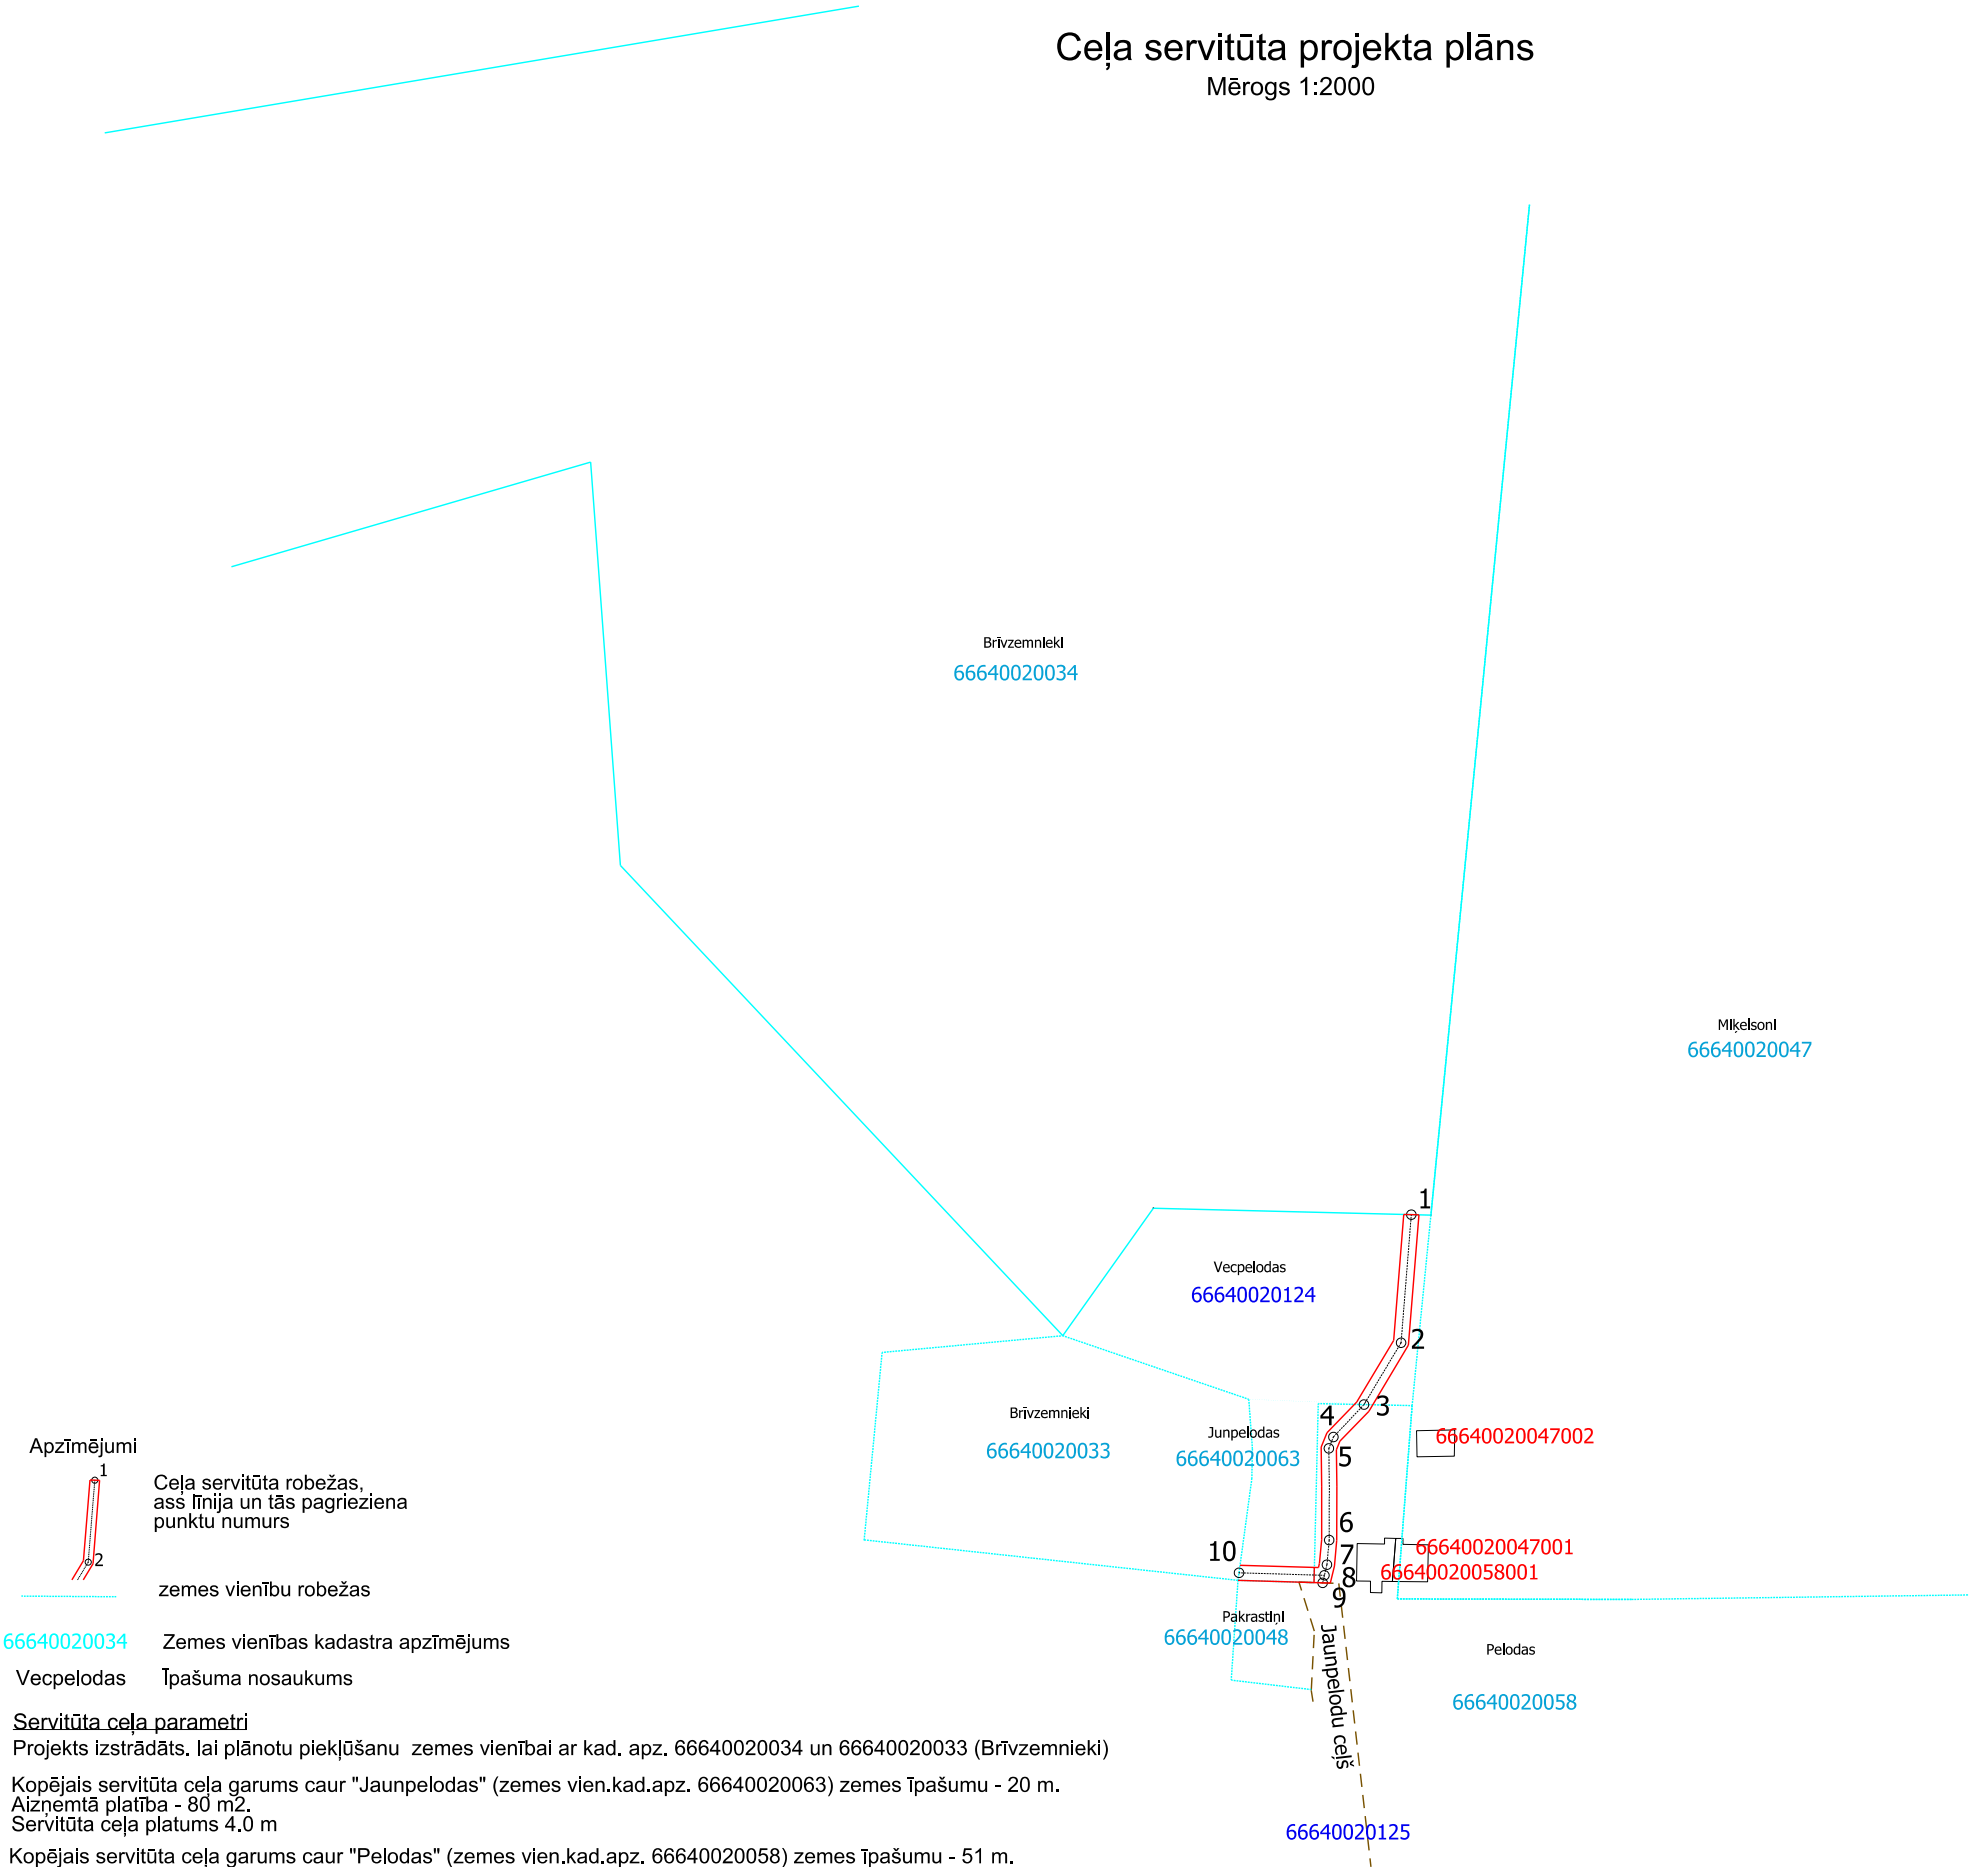 Ceļa servitūta projekta plāns
Mērogs 1:2000
Brīvzemnieki
66640020034
Miķelsoni
66640020047
1
Vecpelodas
66640020124
2
3
4
Brīvzemnieki
66640020033
Junpelodas
66640020063
5
66640020047002
6
7
8
9
10
66640020047001
66640020058001
Pakrastiņi
66640020048
Jaunpelodu ceļš
Pelodas
66640020058
66640020125
Apzīmējumi
1
2
Ceļa servitūta robežas,
ass līnija un tās pagrieziena
punktu numurs
zemes vienību robežas
66640020034 Zemes vienības kadastra apzīmējums
Vecpelodas Īpašuma nosaukums
Servitūta ceļa parametri
Projekts izstrādāts. lai plānotu piekļūšanu zemes vienībai ar kad. apz. 66640020034 un 66640020033 (Brīvzemnieki)
Kopējais servitūta ceļa garums caur "Jaunpelodas" (zemes vien.kad.apz. 66640020063) zemes īpašumu - 20 m.
Aizņemtā platība - 80 m2.
Servitūta ceļa platums 4.0 m
Kopējais servitūta ceļa garums caur "Pelodas" (zemes vien.kad.apz. 66640020058) zemes īpašumu - 51 m.